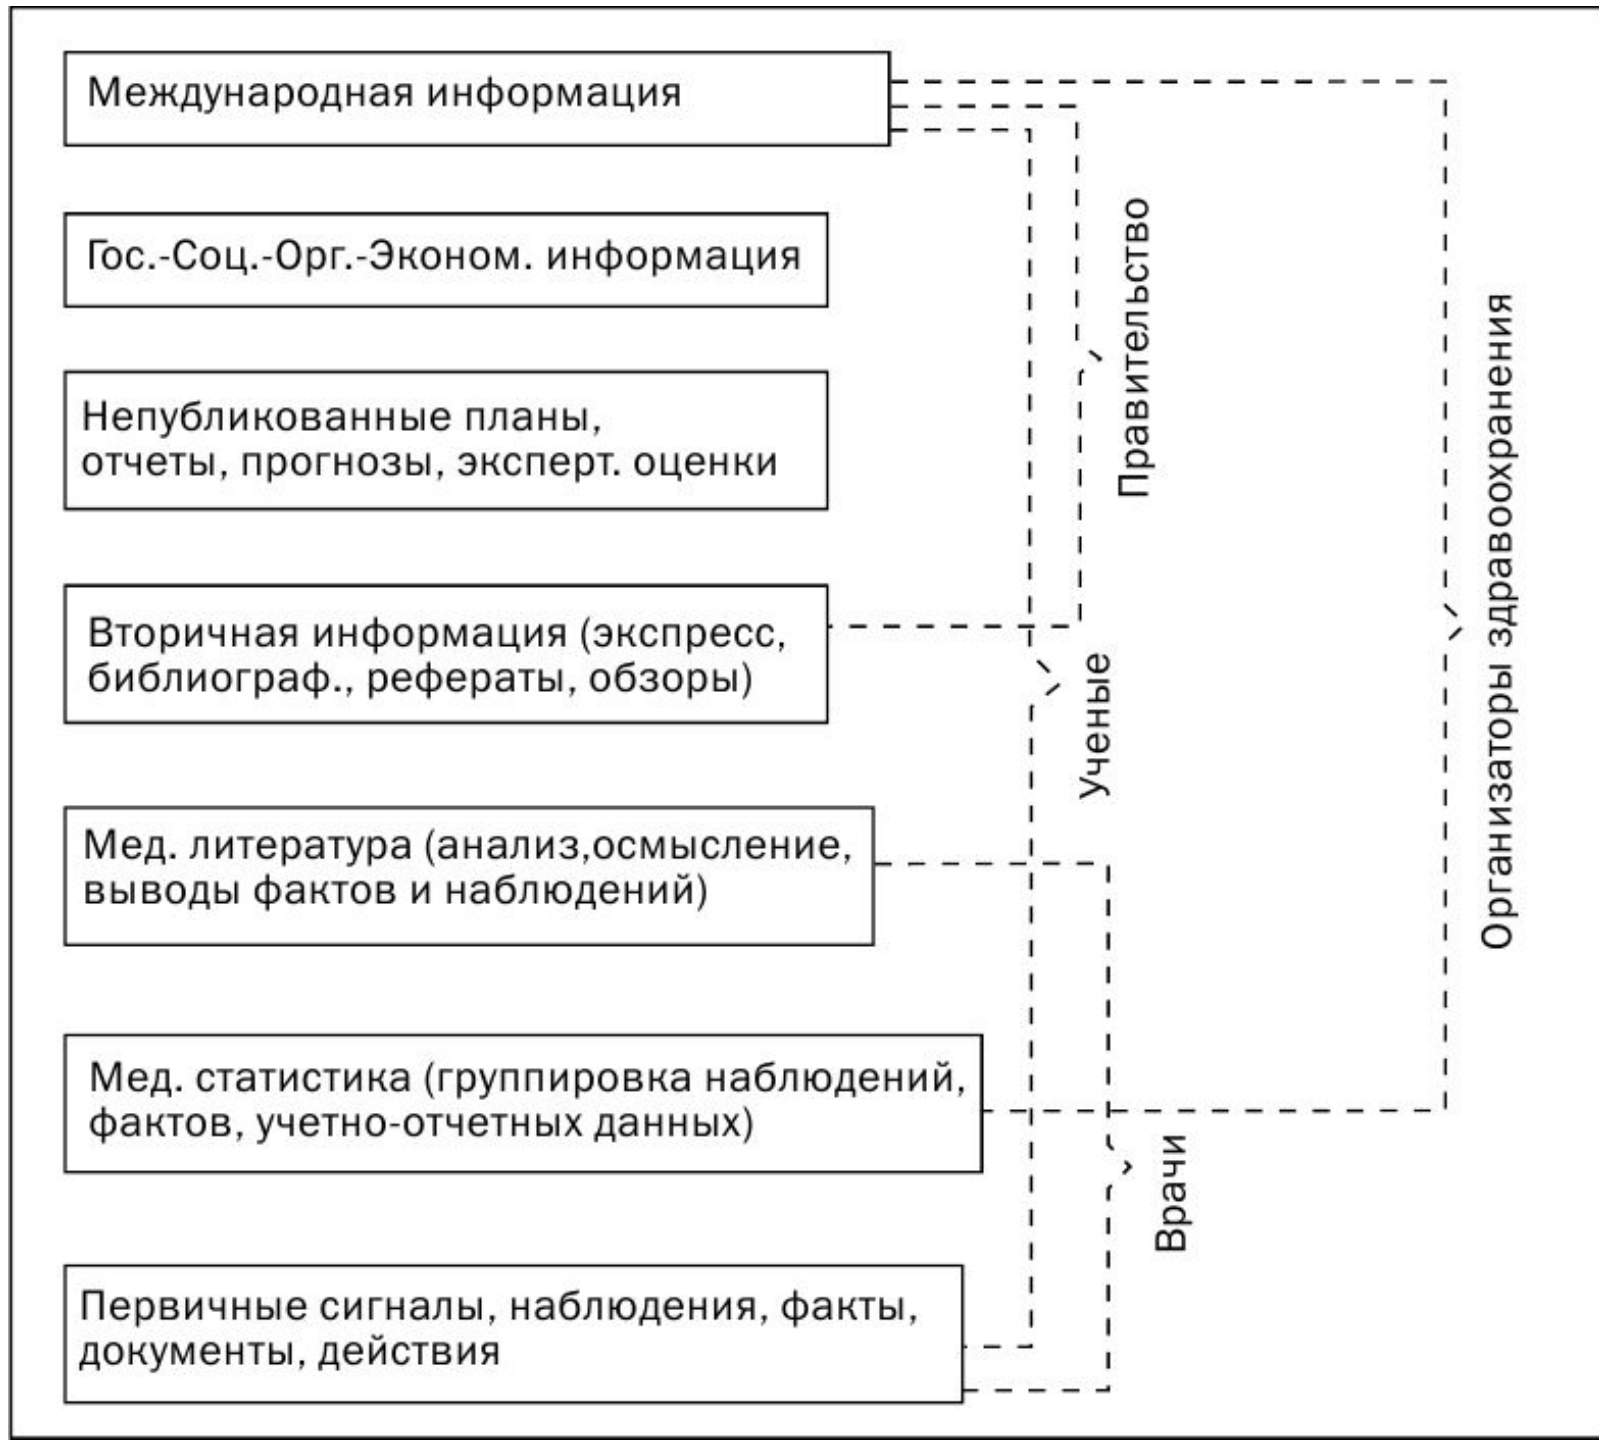 Международная информация
Гос.-Соц.-Орг.-Эконом. информация
Непубликованные планы,
отчеты, прогнозы, эксперт. оценки
Вторичная информация (экспресс,
библиограф., рефераты, обзоры)
Мед. литература (анализ,осмысление,
выводы фактов и наблюдений)
Мед. статистика (группировка наблюдений,
фактов, учетно-отчетных данных)
Первичные сигналы, наблюдения, факты,
документы, действия
Ученые
Правительство
Врачи
Организаторы здравоохранения